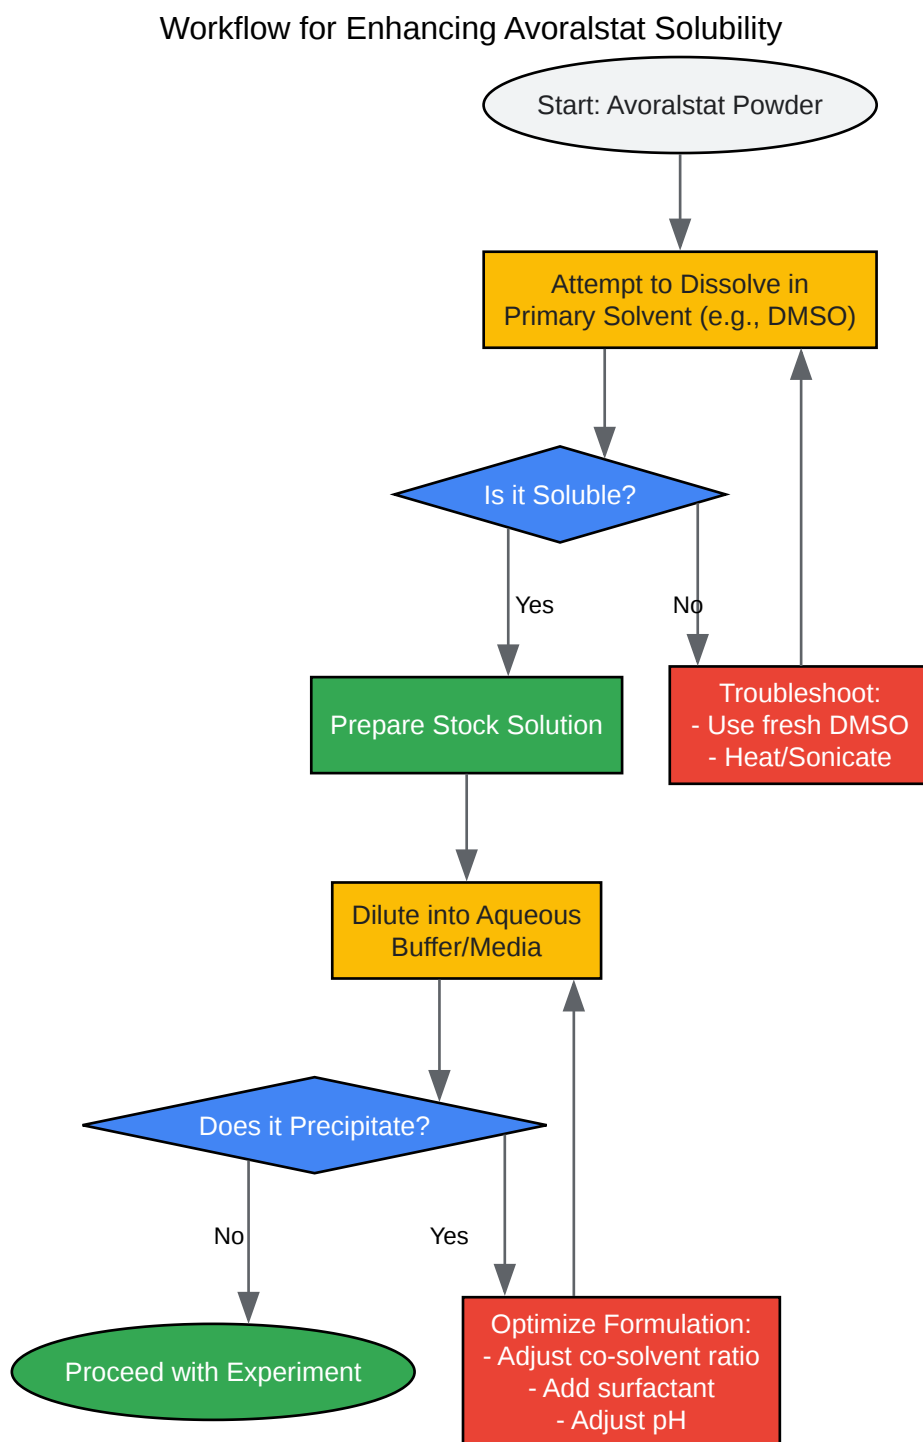 Workflow for Enhancing Avoralstat Solubility
Start: Avoralstat Powder
Attempt to Dissolve in
Primary Solvent (e.g., DMSO)
Is it Soluble?
Yes
No
Troubleshoot:
- Use fresh DMSO
- Heat/Sonicate
Prepare Stock Solution
Dilute into Aqueous
Buffer/Media
Does it Precipitate?
No
Yes
Optimize Formulation:
- Adjust co-solvent ratio
- Add surfactant
- Adjust pH
Proceed with Experiment